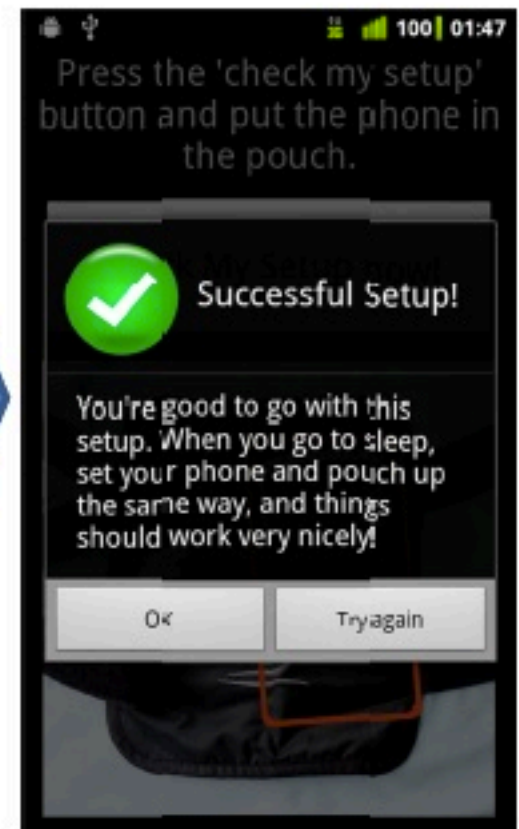 100 01:47
Press the 'check my setup'
button and put the phone in
the pouch.
Successful Setup!
You're good to go with this
setup. When you go to sleep,
set your phone and pouch up
the same way, and things
should work very nicely!
OK
Try again